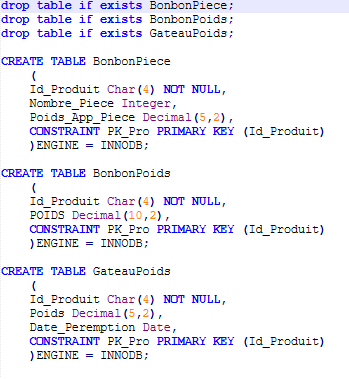 drop table if exists BonbonPiece;
drop table if exists BonbonPoids;
drop table if exists GateauPoids;
CREATE TABLE BonbonPiece
(
Id_Produit Char(4) NOT NULL,
Nombre_Piece Integer,
Poids_App_Piece Decimal(5,2),
CONSTRAINT PK_Pro PRIMARY KEY (Id_Produit)
)ENGINE = INNODB;
CREATE TABLE BonbonPoids
(
Id_Produit Char(4) NOT NULL,
POIDS Decimal(10,2),
CONSTRAINT PK_Pro PRIMARY KEY (Id_Produit)
)ENGINE = INNODB;
CREATE TABLE GateauPoids
(
Id_Produit Char(4) NOT NULL,
Poids Decimal(5,2),
Date_Peremption Date,
CONSTRAINT PK_Pro PRIMARY KEY (Id_Produit)
)ENGINE = INNODB;